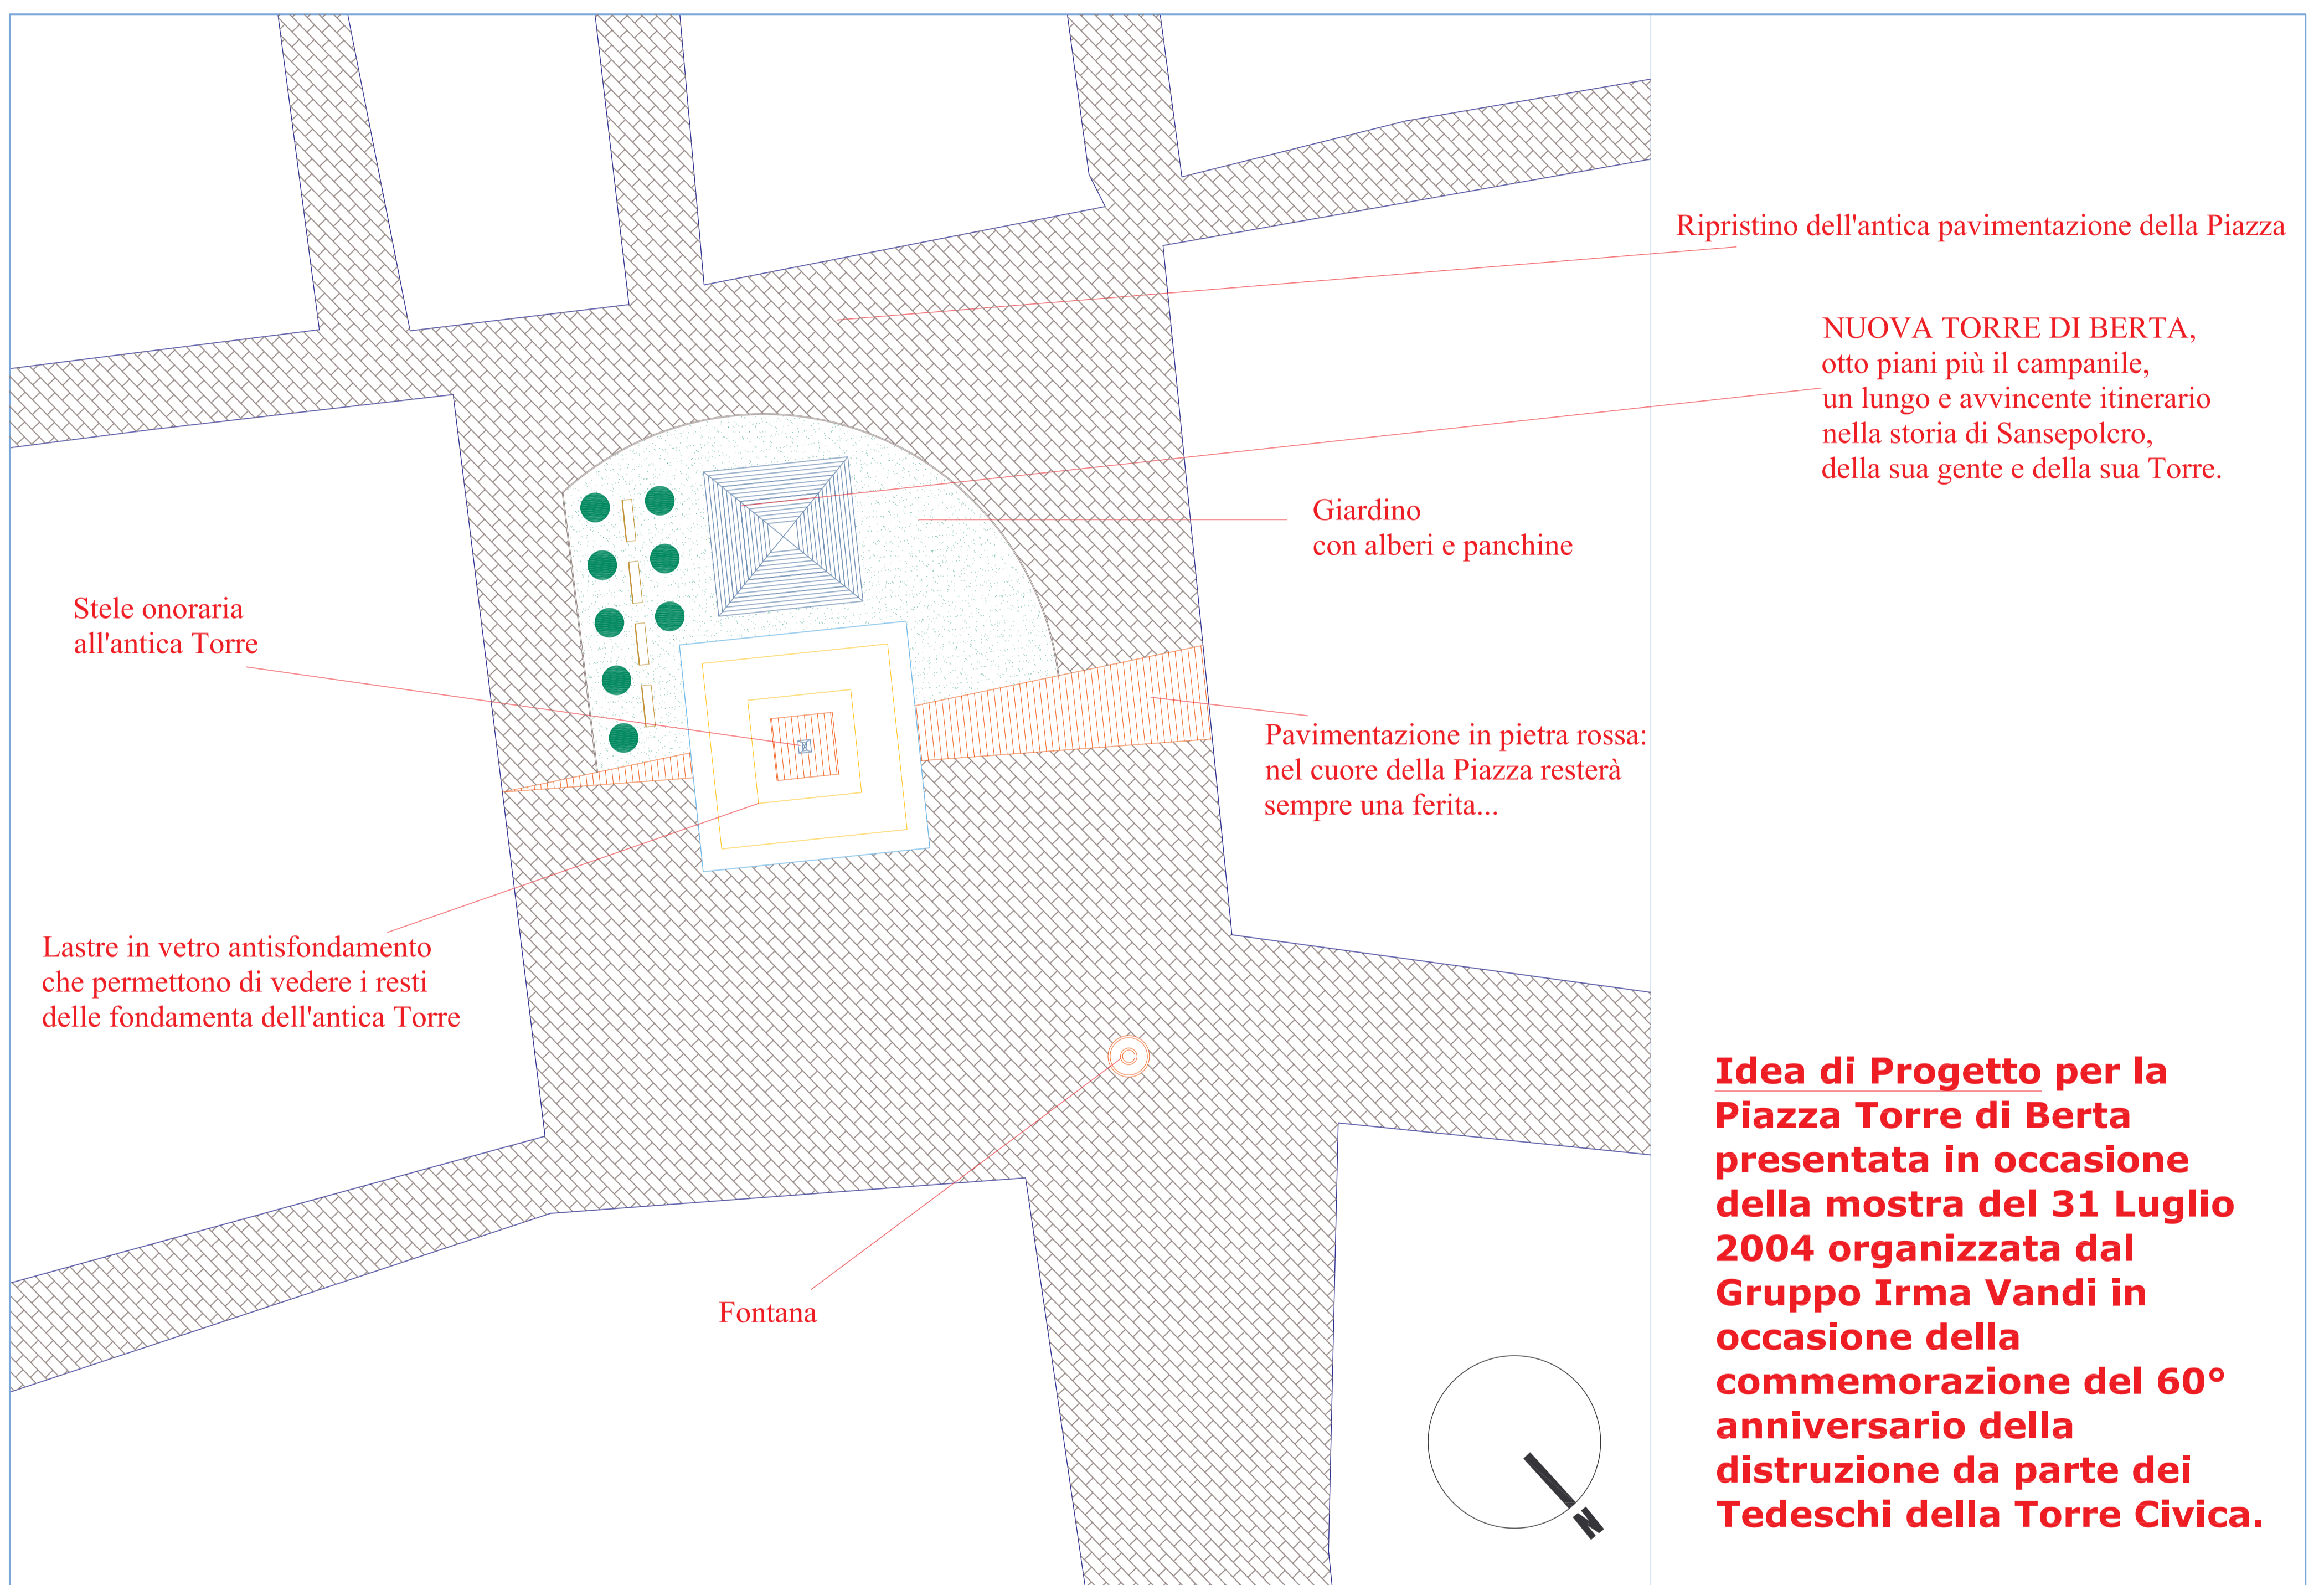 Ripristino dell'antica pavimentazione della Piazza
NUOVA TORRE DI BERTA,
otto piani più il campanile,
un lungo e avvincente itinerario
nella storia di Sansepolcro,
della sua gente e della sua Torre.
Giardino
con alberi e panchine
Stele onoraria
all'antica Torre
Pavimentazione in pietra rossa:
nel cuore della Piazza resterà
sempre una ferita...
Lastre in vetro antisfondamento
che permettono di vedere i resti
delle fondamenta dell'antica Torre
Fontana
N
Idea di Progetto per la
Piazza Torre di Berta
presentata in occasione
della mostra del 31 Luglio
2004 organizzata dal
Gruppo Irma Vandi in
occasione della
commemorazione del 60°
anniversario della
distruzione da parte dei
Tedeschi della Torre Civica.